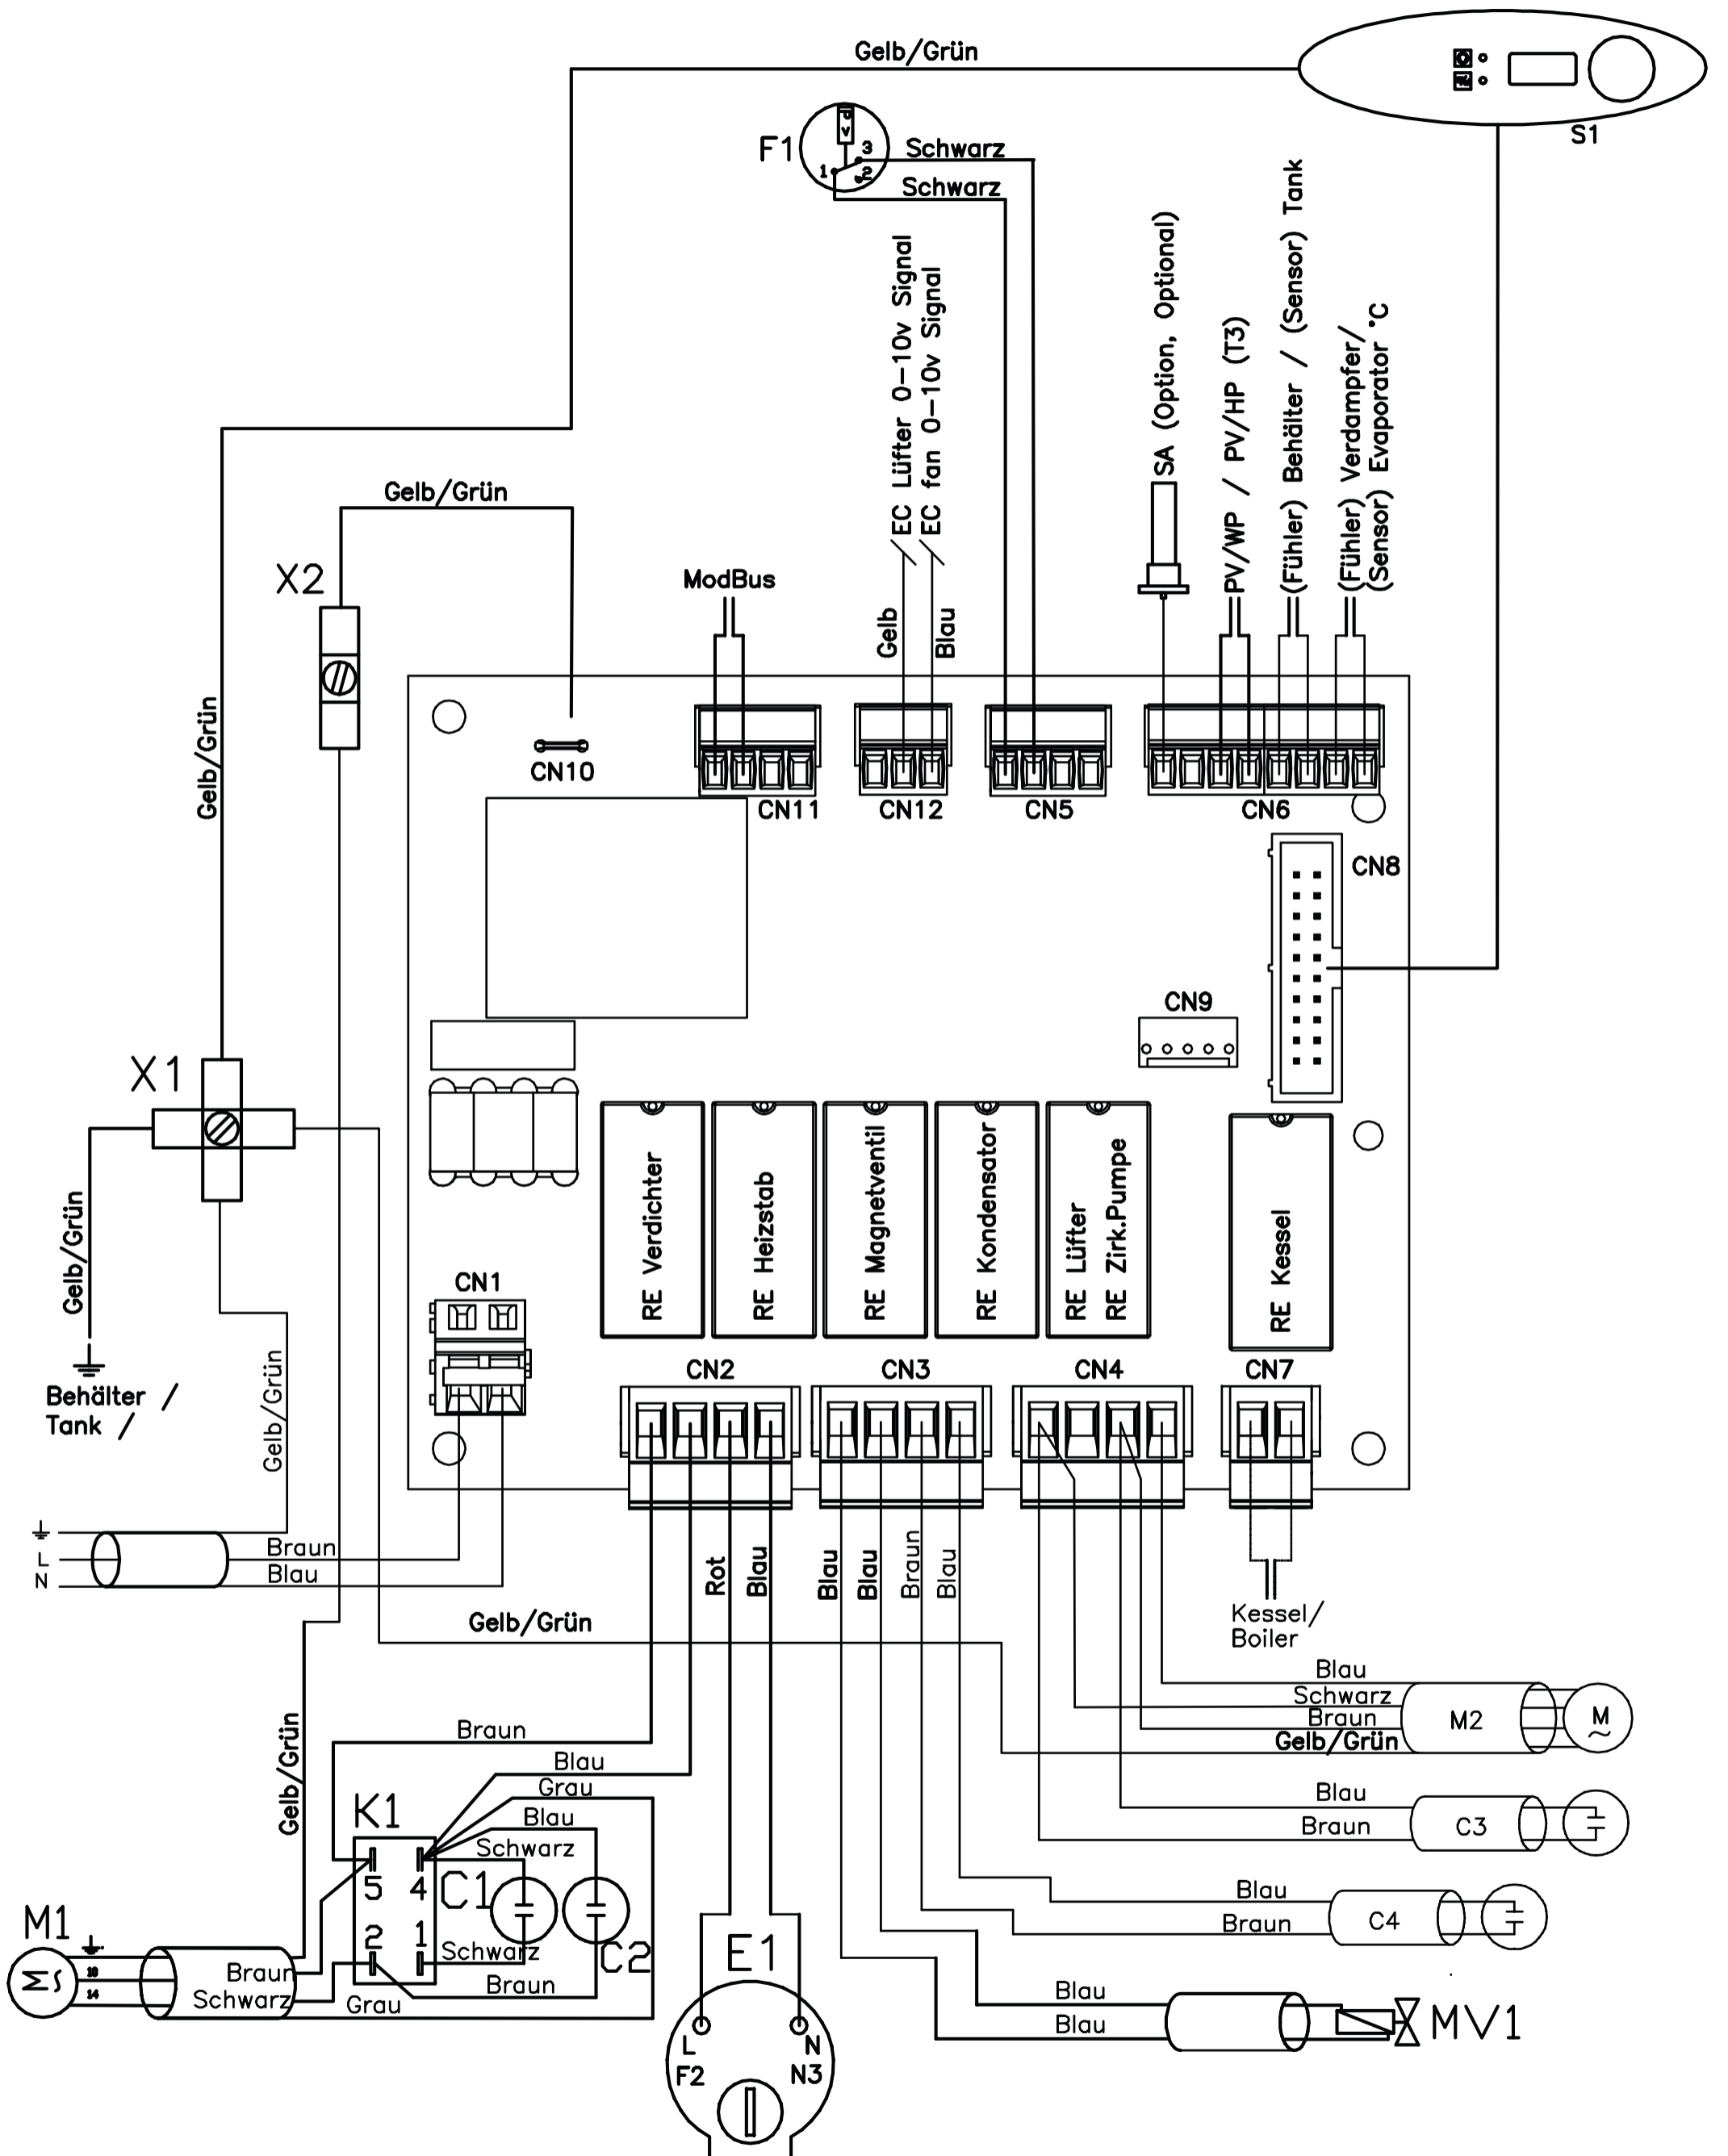 Gelb/Grün
S1
F1
P
v
3
1
2
Schwarz
Schwarz
EC Lüfter 0-10v Signal
EC fan 0-10v Signal
SA (Option, Optional)
PV/WP / PV/HP (T3)
(Fühler) Behälter / (Sensor) Tank
(Fühler) Verdampfer/
(Sensor) Evaporator °C
Gelb/Grün
X2
ModBus
Gelb
Blau
Gelb/Grün
CN10
CN11
CN12
CN5
CN6
CN8
CN9
X1
Gelb/Grün
RE Verdichter
RE Heizstab
RE Magnetventil
RE Kondensator
RE Lüfter
RE Zirk.Pumpe
RE Kessel
CN1
CN2
CN3
CN4
CN7
Behälter /
Tank /
Gelb/Grün
L
N
Braun
Blau
Rot
Blau
Blau
Blau
Braun
Blau
Kessel/
Boiler
Gelb/Grün
Gelb/Grün
Blau
Schwarz
Braun
Gelb/Grün
M2
M
~
Braun
Blau
Grau
Blau
Schwarz
K1
5
4
2
1
C1
C2
Schwarz
Braun
Blau
Braun
C3
Blau
Braun
C4
M1
Braun
Schwarz
Grau
14
E1
L
F2
N
N3
Blau
Blau
MV1